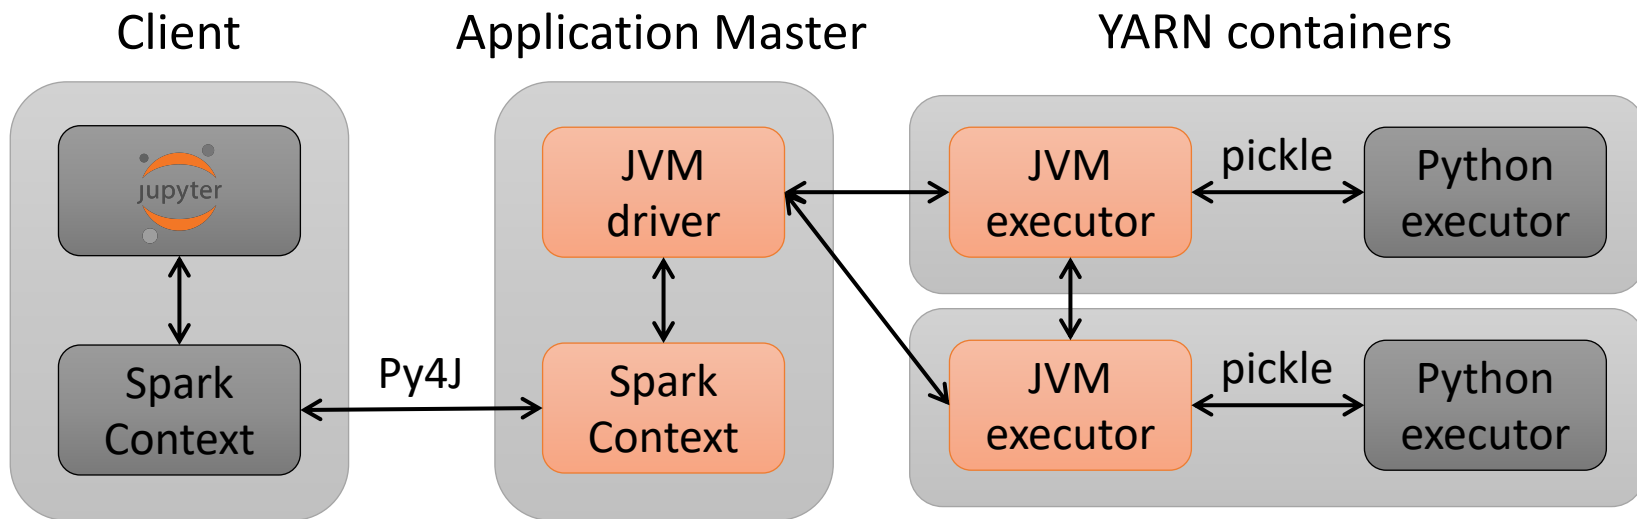 Client
Application Master
YARN containers
jupyter
JVM
driver
JVM
executor
pickle
Python
executor
Spark
Context
Py4J
Spark
Context
JVM
executor
pickle
Python
executor